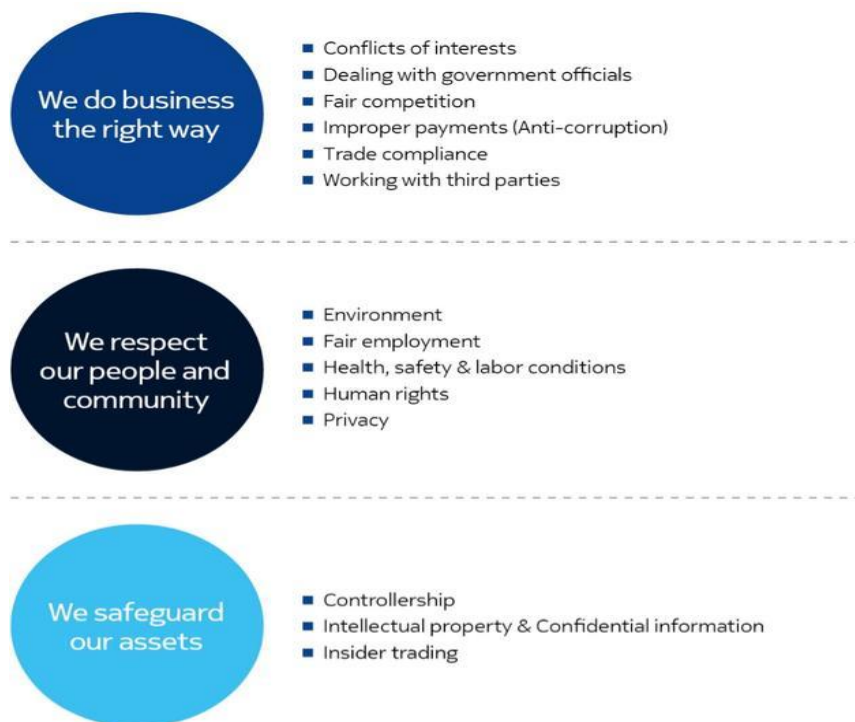 We do business
the right way
Conflicts of interests
Dealing with government officials
Fair competition
Improper payments (Anti-corruption)
Trade compliance
Working with third parties
We respect
our people and
community
Environment
Fair employment
Health, safety & labor conditions
Human rights
Privacy
We safeguard
our assets
Controllership
Intellectual property & Confidential information
Insider trading